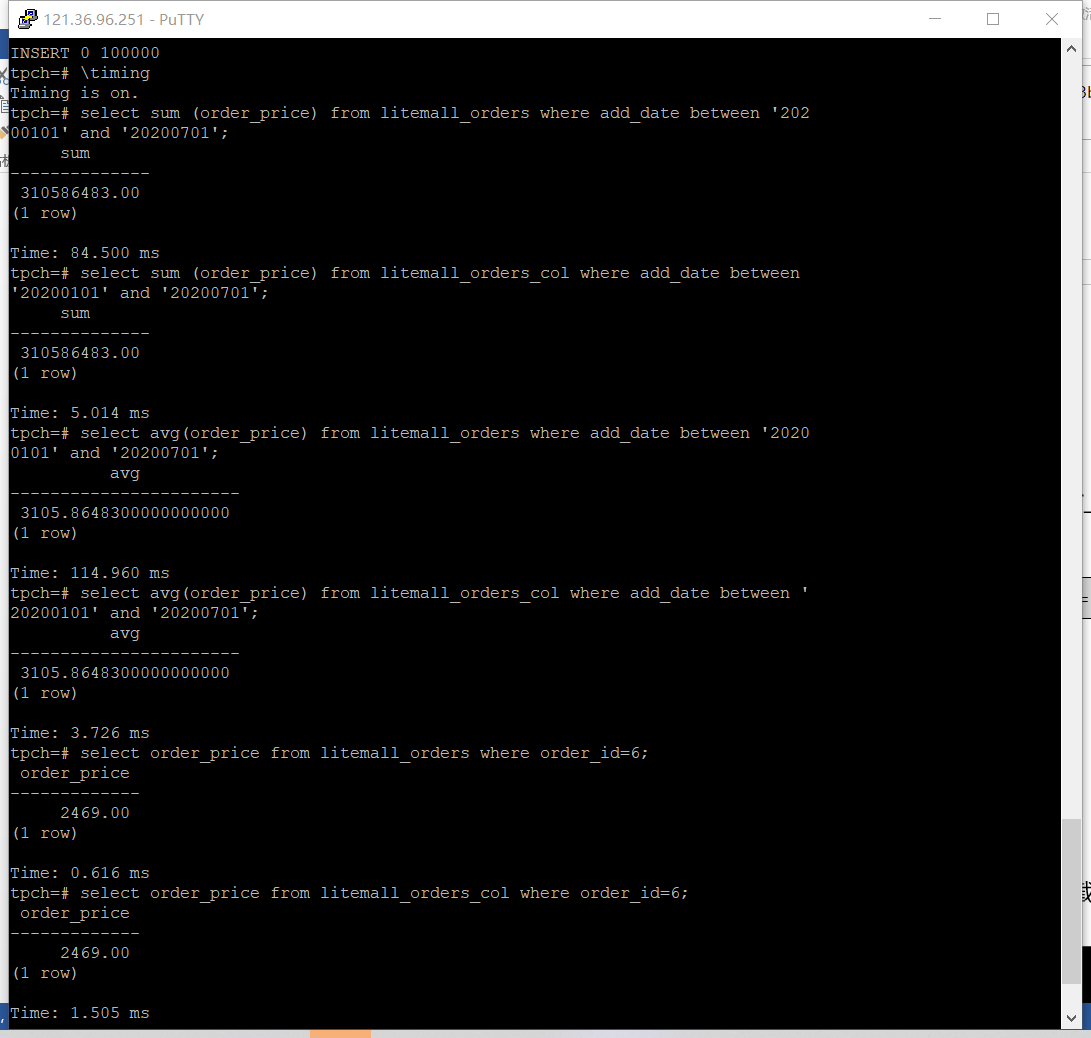 121.36.96.251 - PuTTY
INSERT 0 100000
tpch=# \timing
Timing is on.
tpch=# select sum (order_price) from litemall_orders where add_date between '202
00101' and '20200701';
sum
--------------
310586483.00
(1 row)
Time: 84.500 ms
tpch=# select sum (order_price) from litemall_orders_col where add_date between
'20200101' and '20200701';
sum
--------------
310586483.00
(1 row)
Time: 5.014 ms
tpch=# select avg(order_price) from litemall_orders where add_date between '2020
0101' and '20200701';
avg
-----------------------
3105.8648300000000000
(1 row)
Time: 114.960 ms
tpch=# select avg(order_price) from litemall_orders_col where add_date between '
20200101' and '20200701';
avg
-----------------------
3105.8648300000000000
(1 row)
Time: 3.726 ms
tpch=# select order_price from litemall_orders where order_id=6;
order_price
-------------
2469.00
(1 row)
Time: 0.616 ms
tpch=# select order_price from litemall_orders_col where order_id=6;
order_price
-------------
2469.00
(1 row)
Time: 1.505 ms